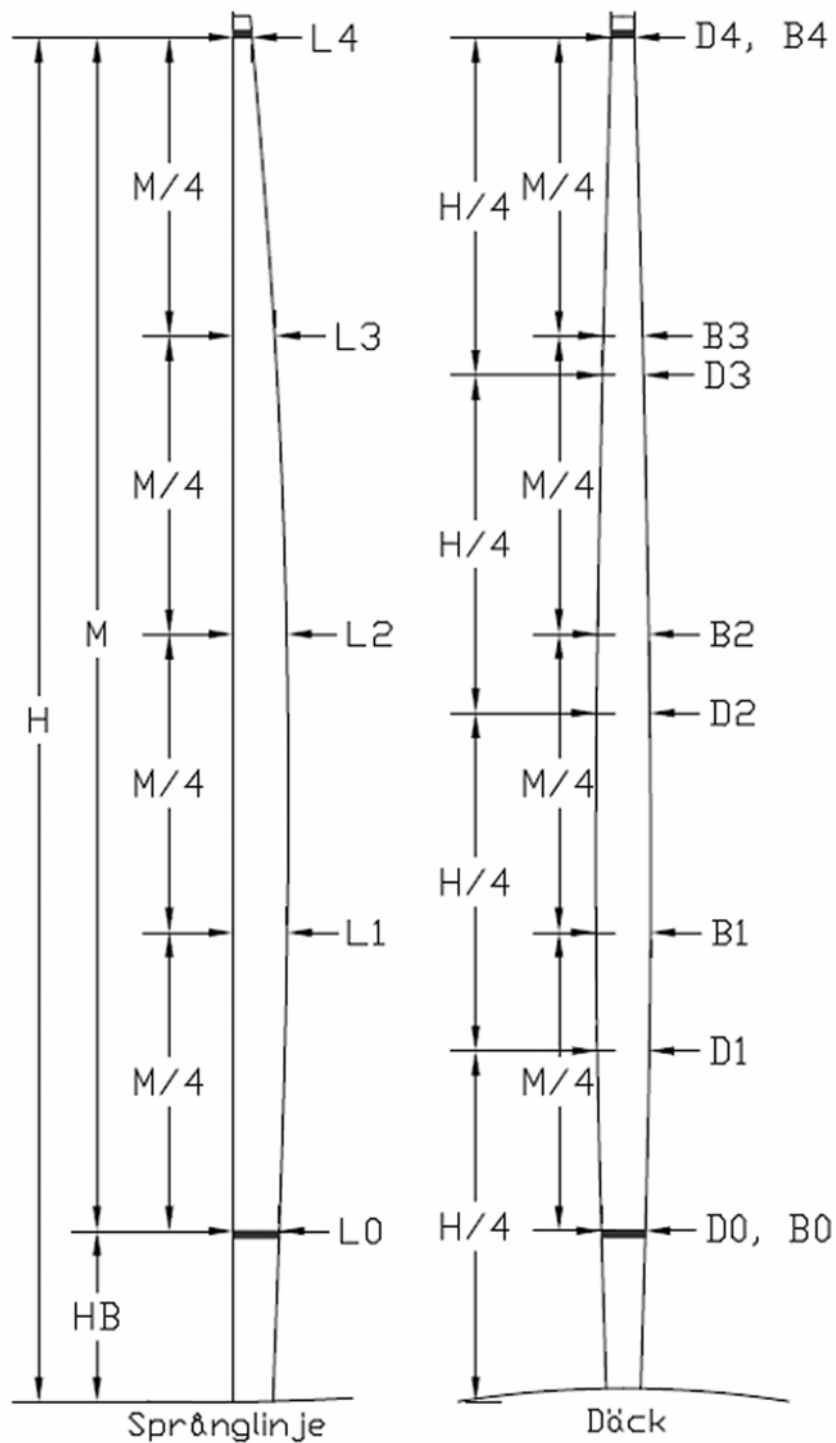 L4
D4, B4
M/4
M/4
H/4
L3
B3
D3
M/4
M/4
H/4
M
L2
B2
H
D2
M/4
M/4
H/4
L1
B1
D1
M/4
M/4
L0
H/4
D0, B0
HB
Språnglinje
Däck